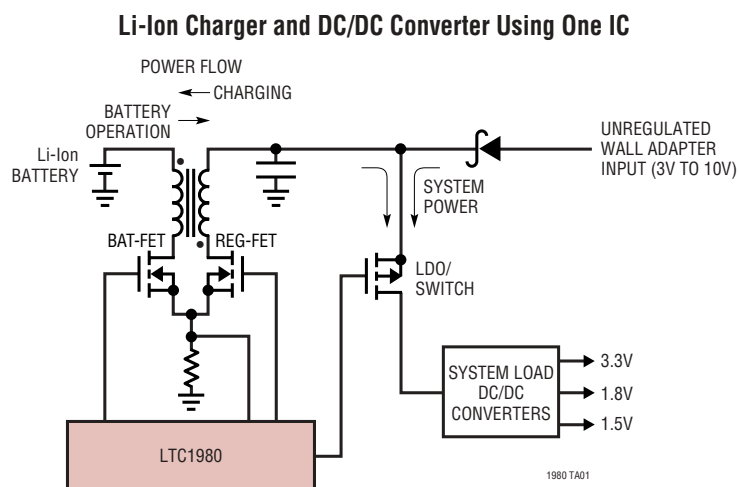 Li-Ion Charger and DC/DC Converter Using One IC
POWER FLOW
CHARGING
BATTERY
OPERATION
Li-Ion
BATTERY
UNREGULATED
WALL ADAPTER
INPUT (3V TO 10V)
SYSTEM
POWER
BAT-FET
REG-FET
LDO/
SWITCH
SYSTEM LOAD
DC/DC
CONVERTERS
3.3V
1.8V
1.5V
LTC1980
1980 TA01